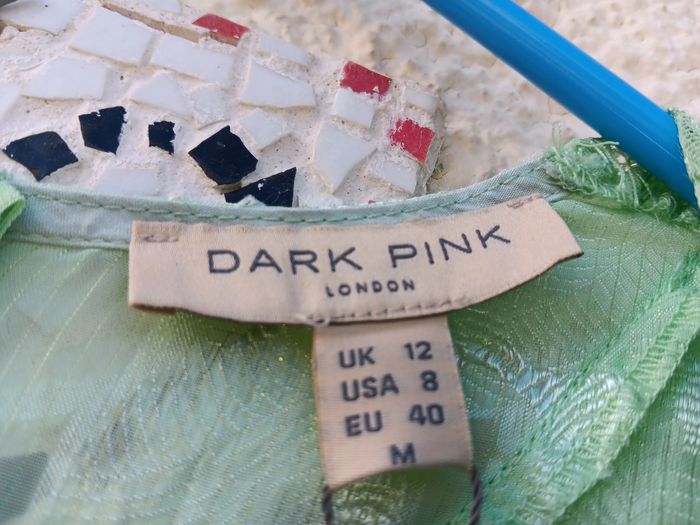 DARK PINK
LONDON
UK 12
USA 8
EU 40
M